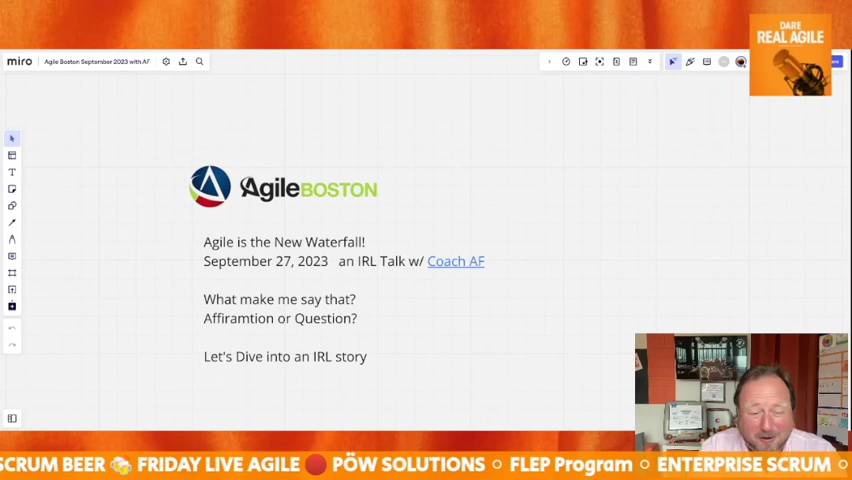 DARE
REAL AGILE
miro
Agile Boston September 2023 with AF
AgileBOSTON
Agile is the New Waterfall!
September 27, 2023 an IRL Talk w/ Coach AF
What make me say that?
Affiramtion or Question?
Let's Dive into an IRL story
SCRUM BEER 🍻 FRIDAY LIVE AGILE 🔴 PÖW SOLUTIONS ○ FLEP Program ○ ENTERPRISE SCRUM ○